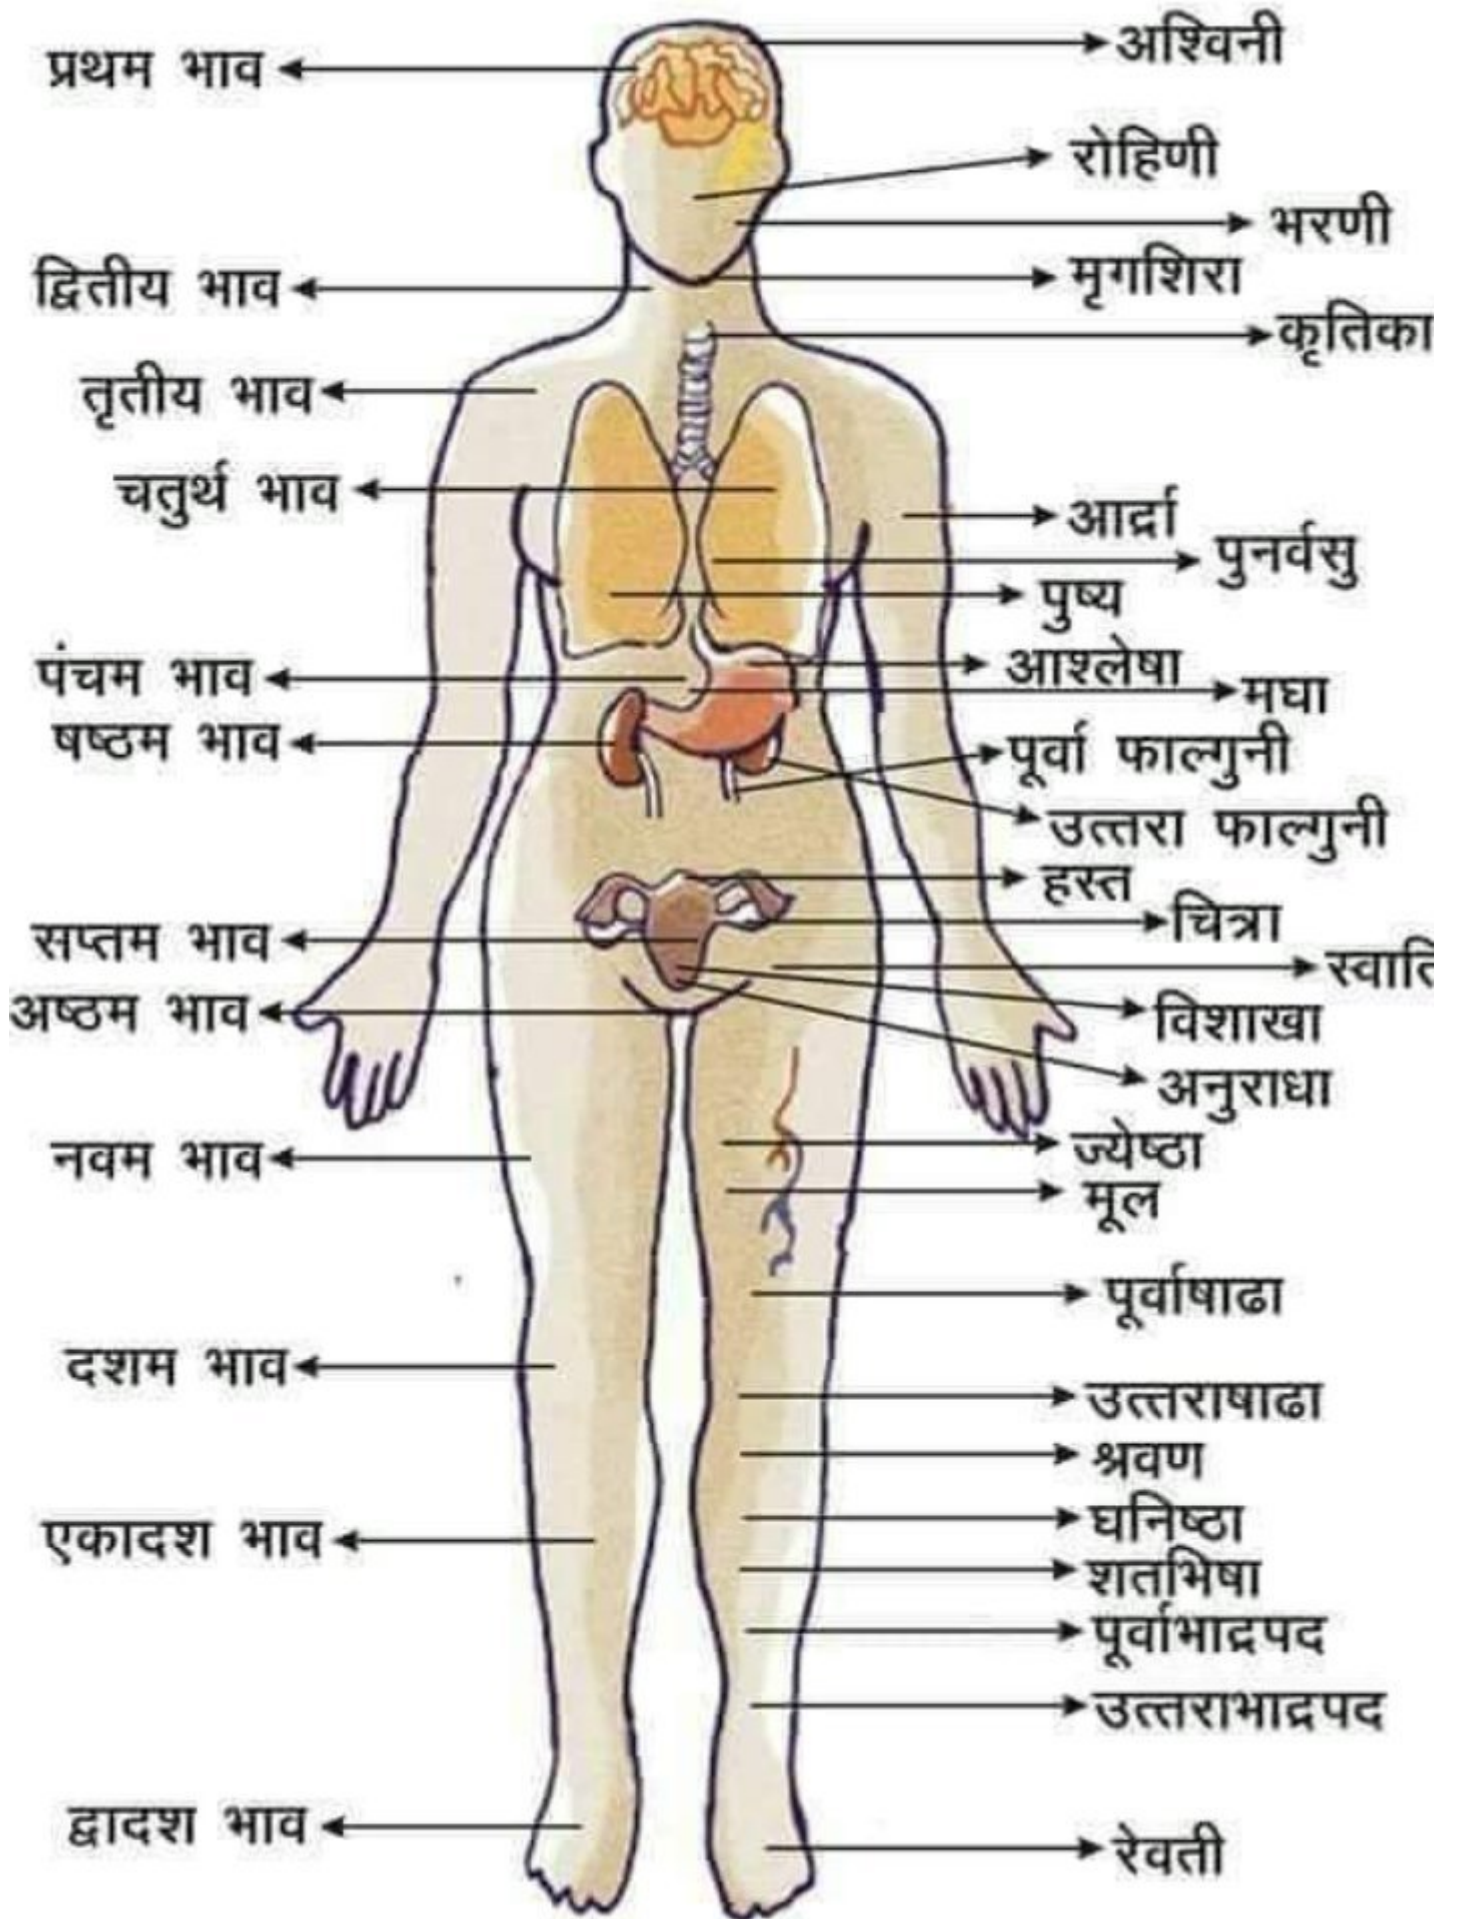 अश्विनी
प्रथम भाव
रोहिणी
भरणी
मृगशिरा
द्वितीय भाव
कृतिका
तृतीय भाव
चतुर्थ भाव
आर्द्रा
पुनर्वसु
पुष्य
आश्लेषा
पंचम भाव
मघा
षष्ठम भाव
पूर्वा फाल्गुनी
उत्तरा फाल्गुनी
हस्त
चित्रा
सप्तम भाव
स्वाति
अष्ठम भाव
विशाखा
अनुराधा
ज्येष्ठा
नवम भाव
मूल
पूर्वाषाढा
दशम भाव
उत्तराषाढा
श्रवण
घनिष्ठा
एकादश भाव
शतभिषा
पूर्वाभाद्रपद
उत्तराभाद्रपद
द्वादश भाव
रेवती